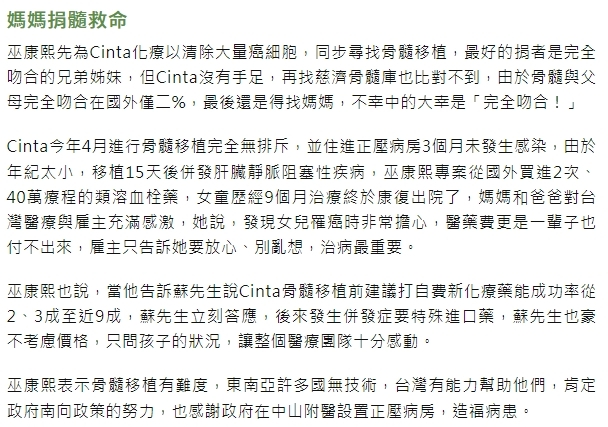 媽媽捐髓救命
巫康熙先為Cinta化療以清除大量癌細胞，同步尋找骨髓移植，最好的捐者是完全
吻合的兄弟姊妹，但Cinta沒有手足，再找慈濟骨髓庫也比對不到，由於骨髓與父
母完全吻合在國外僅二%，最後還是得找媽媽，不幸中的大幸是「完全吻合！」
Cinta今年4月進行骨髓移植完全無排斥，並住進正壓病房3個月未發生感染，由於
年紀太小，移植15天後併發肝臟靜脈阻塞性疾病，巫康熙專案從國外買進2次、
40萬療程的類溶血栓藥，女童歷經9個月治療終於康復出院了，媽媽和爸爸對台
灣醫療與雇主充滿感激，她說，發現女兒罹癌時非常擔心，醫藥費更是一輩子也
付不出來，雇主只告訴她要放心、別亂想，治病最重要。
巫康熙也說，當他告訴蘇先生說Cinta骨髓移植前建議打自費新化療藥能成功率從
2、3成至近9成，蘇先生立刻答應，後來發生併發症要特殊進口藥，蘇先生也毫
不考慮價格，只問孩子的狀況，讓整個醫療團隊十分感動。
巫康熙表示骨髓移植有難度，東南亞許多國無技術，台灣有能力幫助他們，肯定
政府南向政策的努力，也感謝政府在中山附醫設置正壓病房，造福病患。